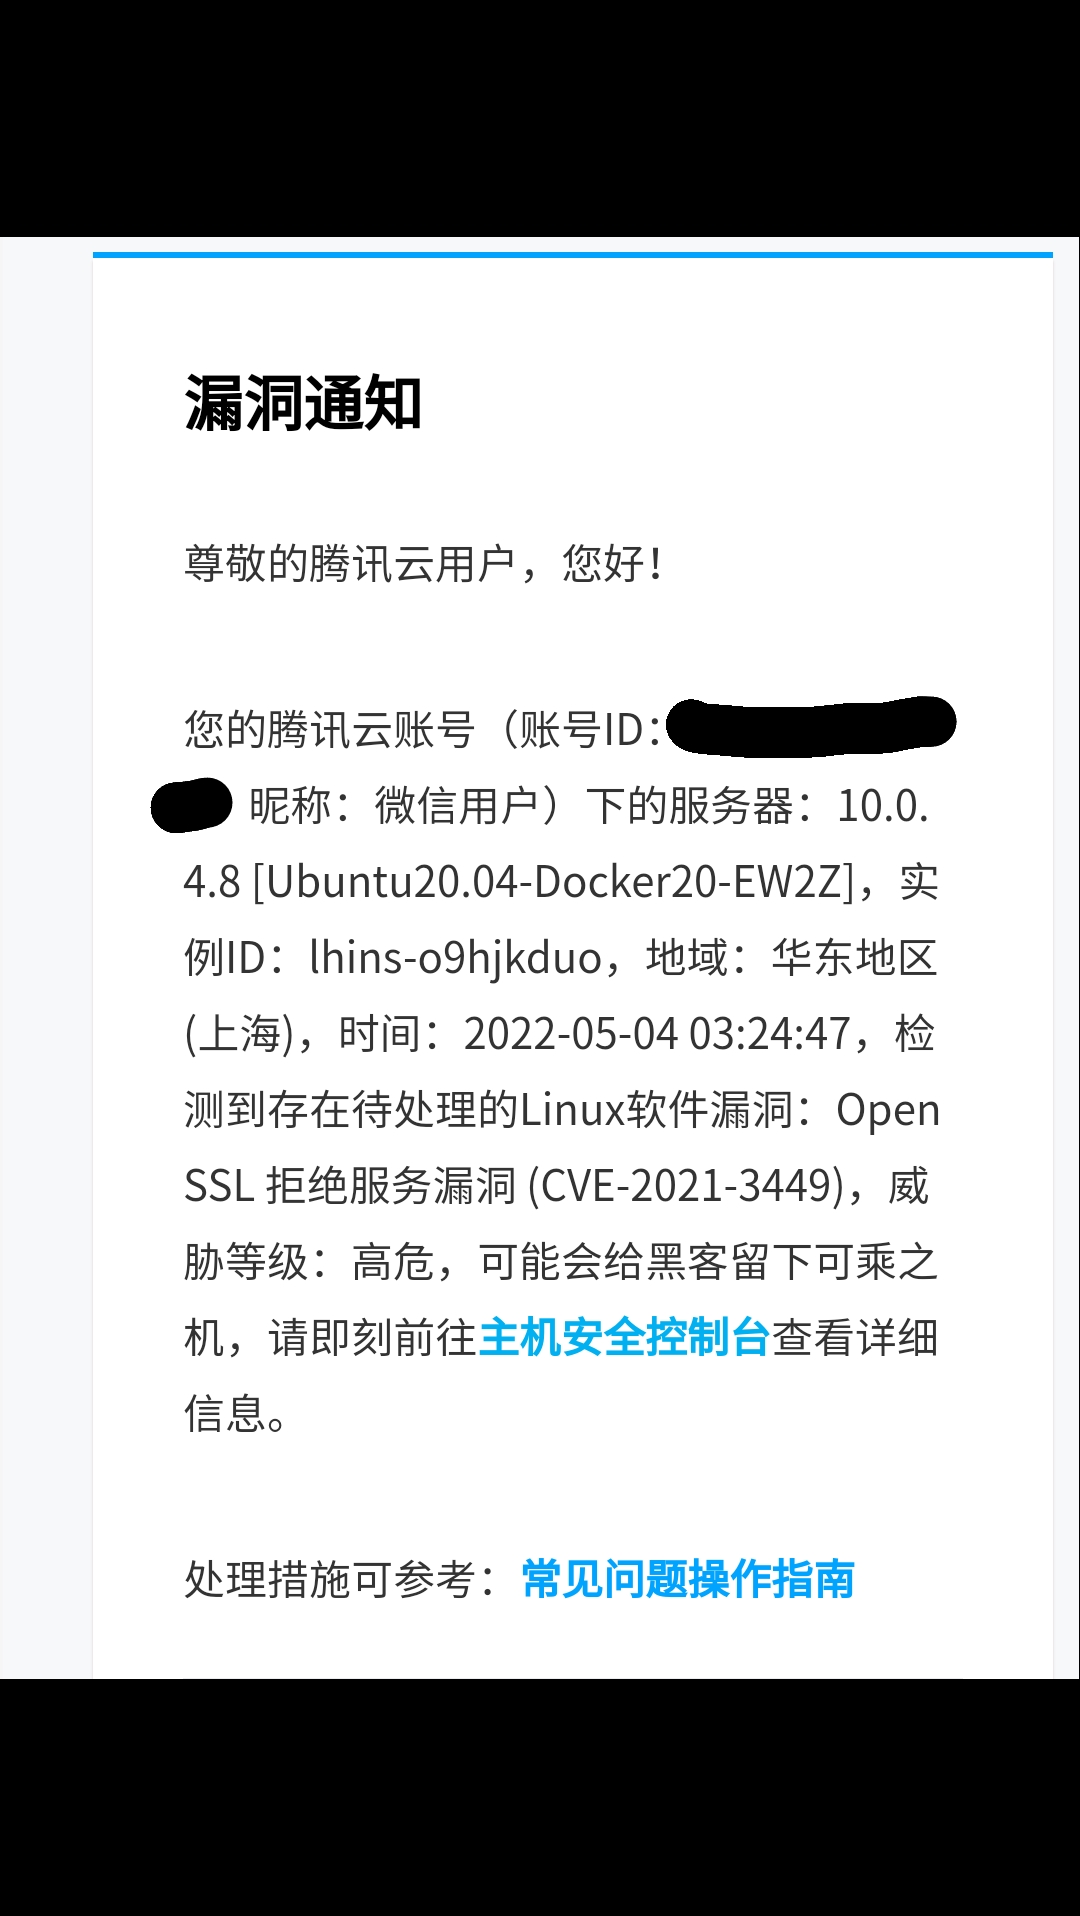 漏洞通知
尊敬的腾讯云用户，您好！
您的腾讯云账号（账号ID：
昵称：微信用户）下的服务器：10.0.
4.8 [Ubuntu20.04-Docker20-EW2Z]，实
例ID：lhins-o9hjkduo，地域：华东地区
(上海)，时间：2022-05-04 03:24:47，检
测到存在待处理的Linux软件漏洞：Open
SSL 拒绝服务漏洞 (CVE-2021-3449)，威
胁等级：高危，可能会给黑客留下可乘之
机，请即刻前往主机安全控制台查看详细
信息。
处理措施可参考：常见问题操作指南